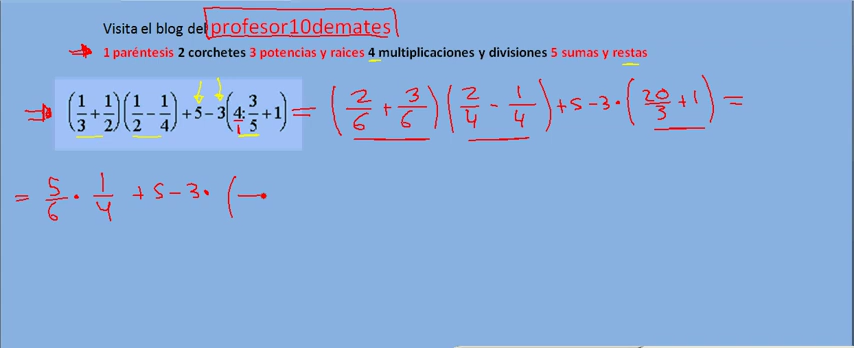 Visita el blog del profesor10demates
1 paréntesis 2 corchetes 3 potencias y raices 4 multiplicaciones y divisiones 5 sumas y restas
(1/3 + 1/2)(1/2 − 1/4) + 5 − 3(4:3/5 + 1) = (2/6 + 3/6)(2/4 − 1/4) + 5 − 3 · (20/3 + 1) =
= 5/6 · 1/4 + 5 − 3 · (